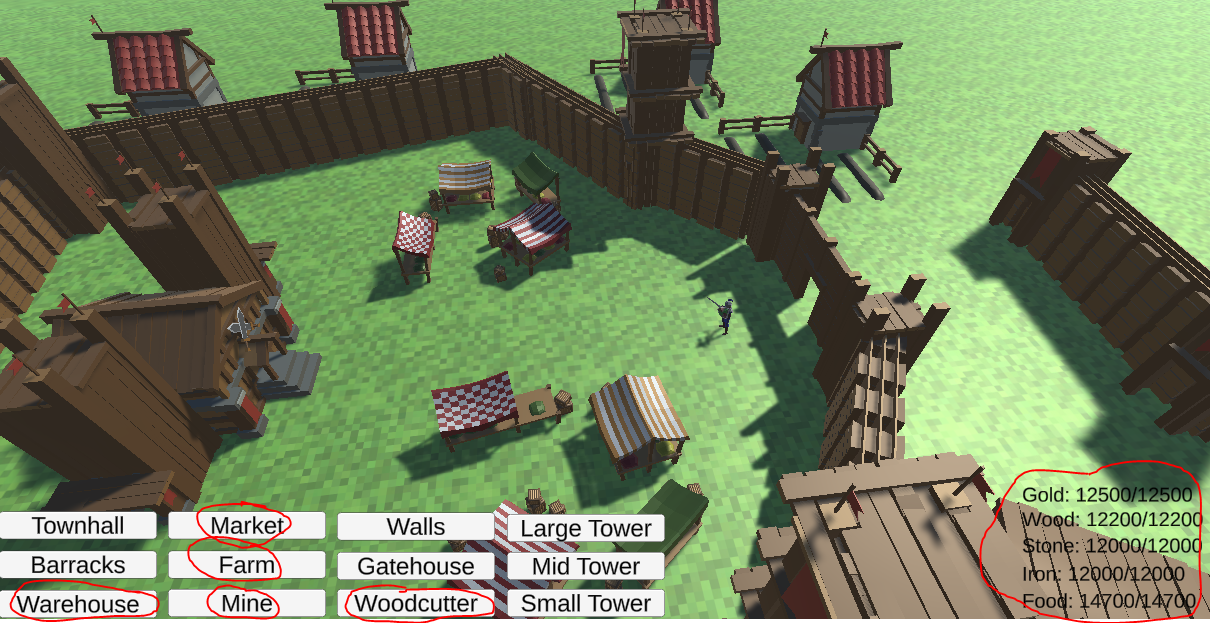 Townhall
Market
Walls
Large Tower
Barracks
Farm
Gatehouse
Mid Tower
Warehouse
Mine
Woodcutter
Small Tower
Gold: 12500/12500
Wood: 12200/12200
Stone: 12000/12000
Iron: 12000/12000
Food: 14700/14700